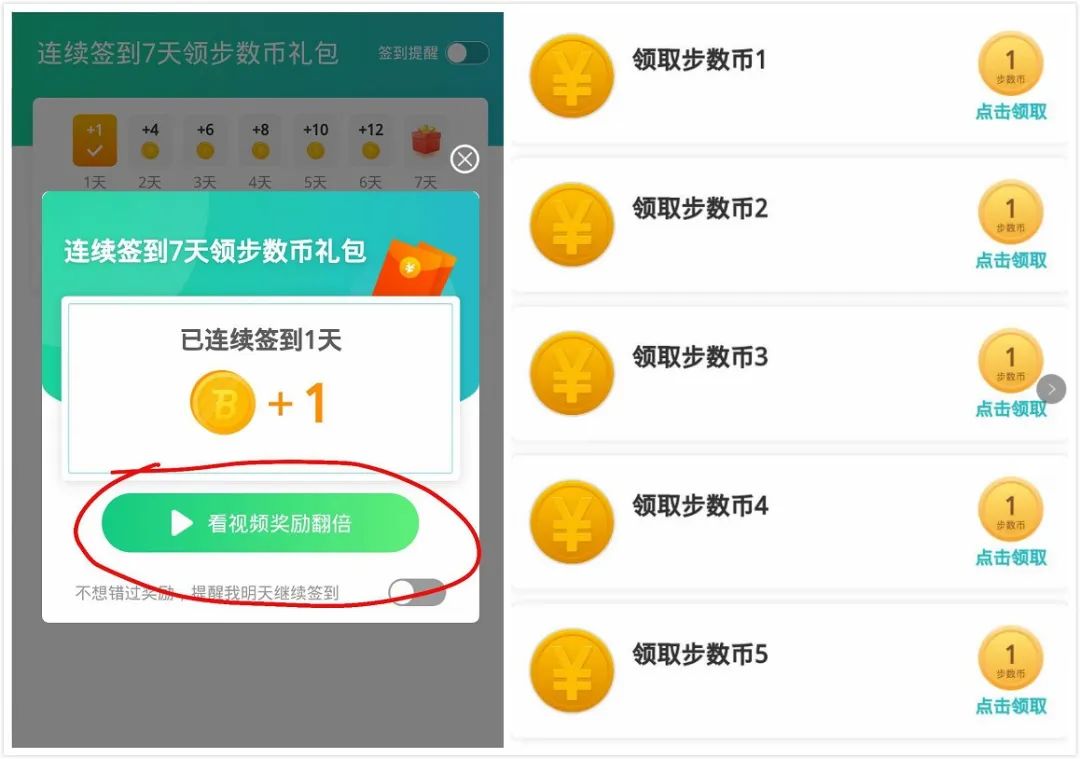 连续签到7天领步数币礼包
签到提醒
+1
+4
+6
+8
+10
+12
1天
2天
3天
4天
5天
6天
7天
连续签到7天领步数币礼包
已连续签到1天
B
+1
看视频奖励翻倍
不想错过奖励，提醒我明天继续签到
¥
领取步数币1
1
步数币
点击领取
¥
领取步数币2
1
步数币
点击领取
¥
领取步数币3
1
步数币
点击领取
¥
领取步数币4
1
步数币
点击领取
¥
领取步数币5
1
步数币
点击领取